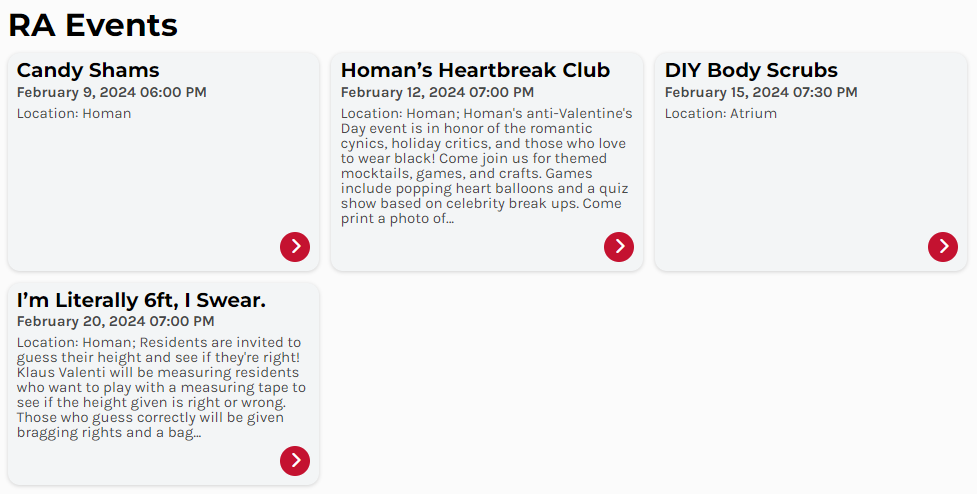 RA Events
Candy Shams
February 9, 2024 06:00 PM
Location: Homan
Homan’s Heartbreak Club
February 12, 2024 07:00 PM
Location: Homan; Homan's anti-Valentine's
Day event is in honor of the romantic
cynics, holiday critics, and those who love
to wear black! Come join us for themed
mocktails, games, and crafts. Games
include popping heart balloons and a quiz
show based on celebrity break ups. Come
print a photo of...
DIY Body Scrubs
February 15, 2024 07:30 PM
Location: Atrium
I’m Literally 6ft, I Swear.
February 20, 2024 07:00 PM
Location: Homan; Residents are invited to
guess their height and see if they're right!
Klaus Valenti will be measuring residents
who want to play with a measuring tape to
see if the height given is right or wrong.
Those who guess correctly will be given
bragging rights and a bag...